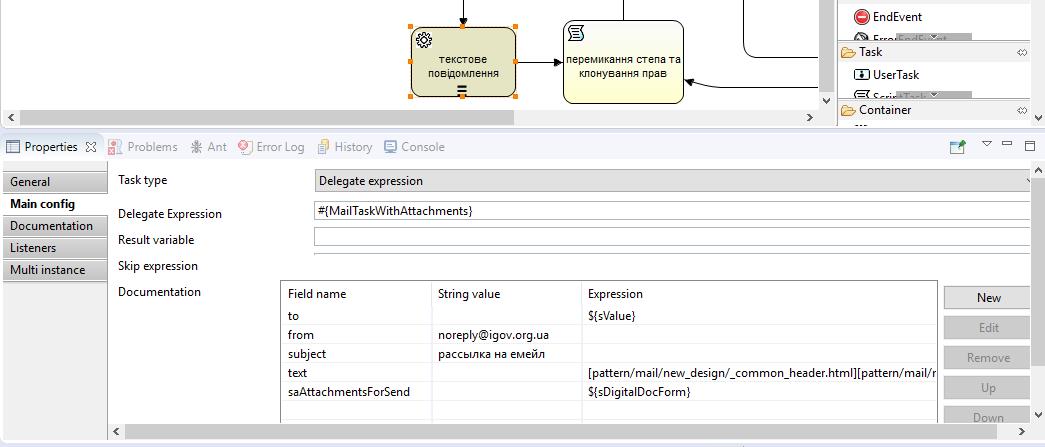 EndEvent
ErrorEndEvent
Task
UserTask
ScriptTask
Container
текстове
повідомлення
перемикання степа та
клонування прав
Properties Problems Ant Error Log History Console
General
Main config
Documentation
Listeners
Multi instance
Task type Delegate expression
Delegate Expression #{MailTaskWithAttachments}
Result variable
Skip expression
Documentation
Field name String value Expression
to ${sValue}
from noreply@igov.org.ua
subject рассылка на емейл
text [pattern/mail/new_design/_common_header.html][pattern/mail/r
saAttachmentsForSend ${sDigitalDocForm}
New
Edit
Remove
Up
Down